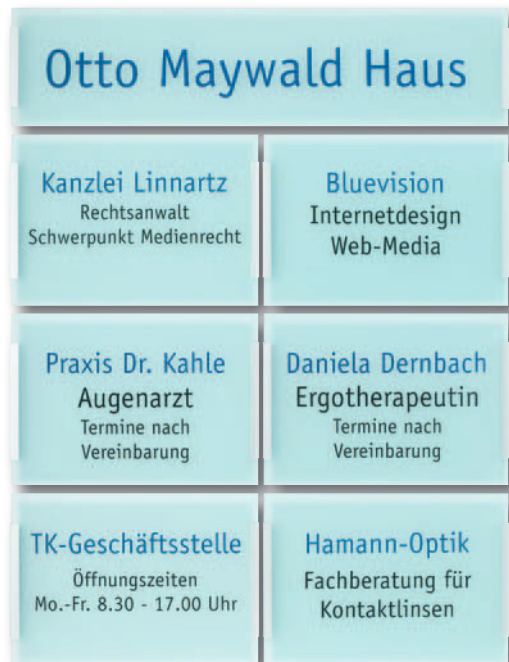 Otto Maywald Haus
Kanzlei Linnartz
Rechtsanwalt
Schwerpunkt Medienrecht
Bluevision
Internetdesign
Web-Media
Praxis Dr. Kahle
Augenarzt
Termine nach
Vereinbarung
Daniela Dernbach
Ergotherapeutin
Termine nach
Vereinbarung
TK-Geschäftsstelle
Öffnungszeiten
Mo.-Fr. 8.30 - 17.00 Uhr
Hamann-Optik
Fachberatung für
Kontaktlinsen